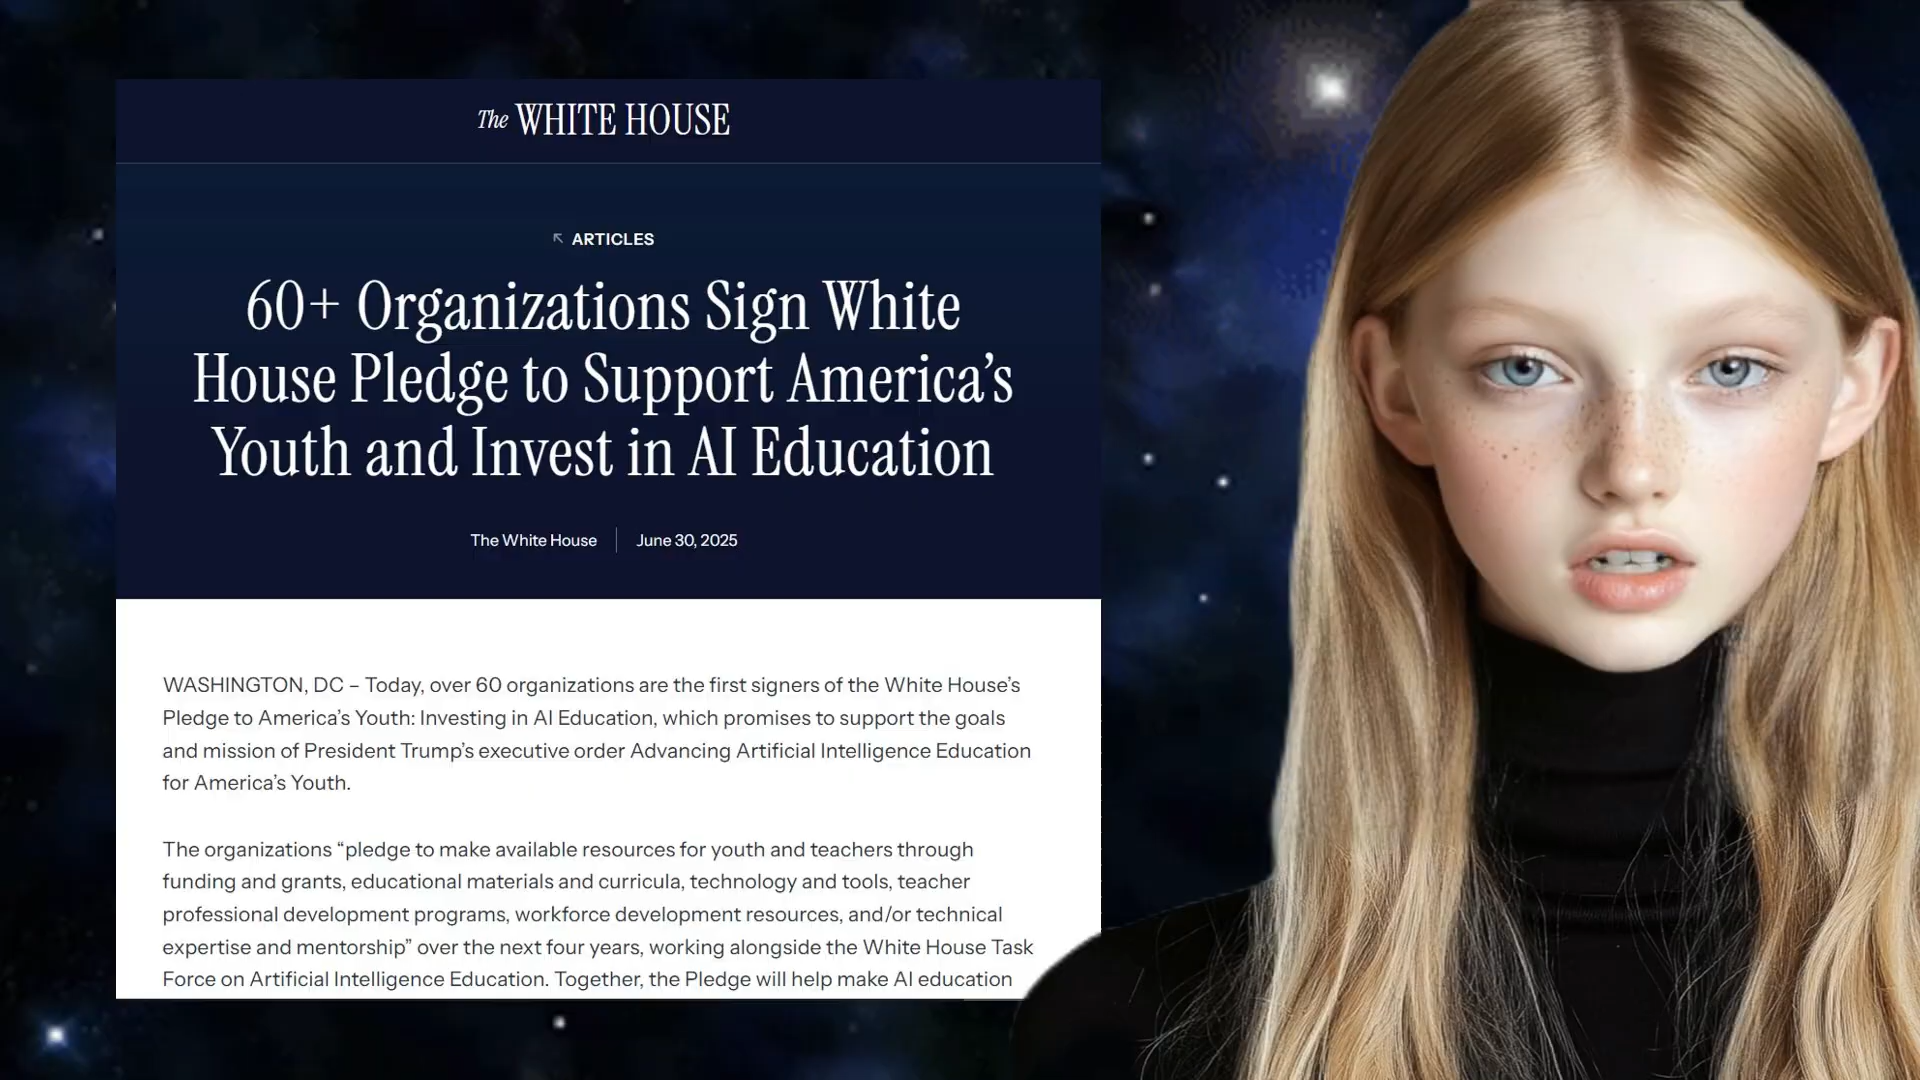 The WHITE HOUSE
ARTICLES
60+ Organizations Sign White
House Pledge to Support America’s
Youth and Invest in AI Education
The White House
June 30, 2025
WASHINGTON, DC – Today, over 60 organizations are the first signers of the White House’s
Pledge to America’s Youth: Investing in AI Education, which promises to support the goals
and mission of President Trump’s executive order Advancing Artificial Intelligence Education
for America’s Youth.
The organizations “pledge to make available resources for youth and teachers through
funding and grants, educational materials and curricula, technology and tools, teacher
professional development programs, workforce development resources, and/or technical
expertise and mentorship” over the next four years, working alongside the White House Task
Force on Artificial Intelligence Education. Together, the Pledge will help make AI education